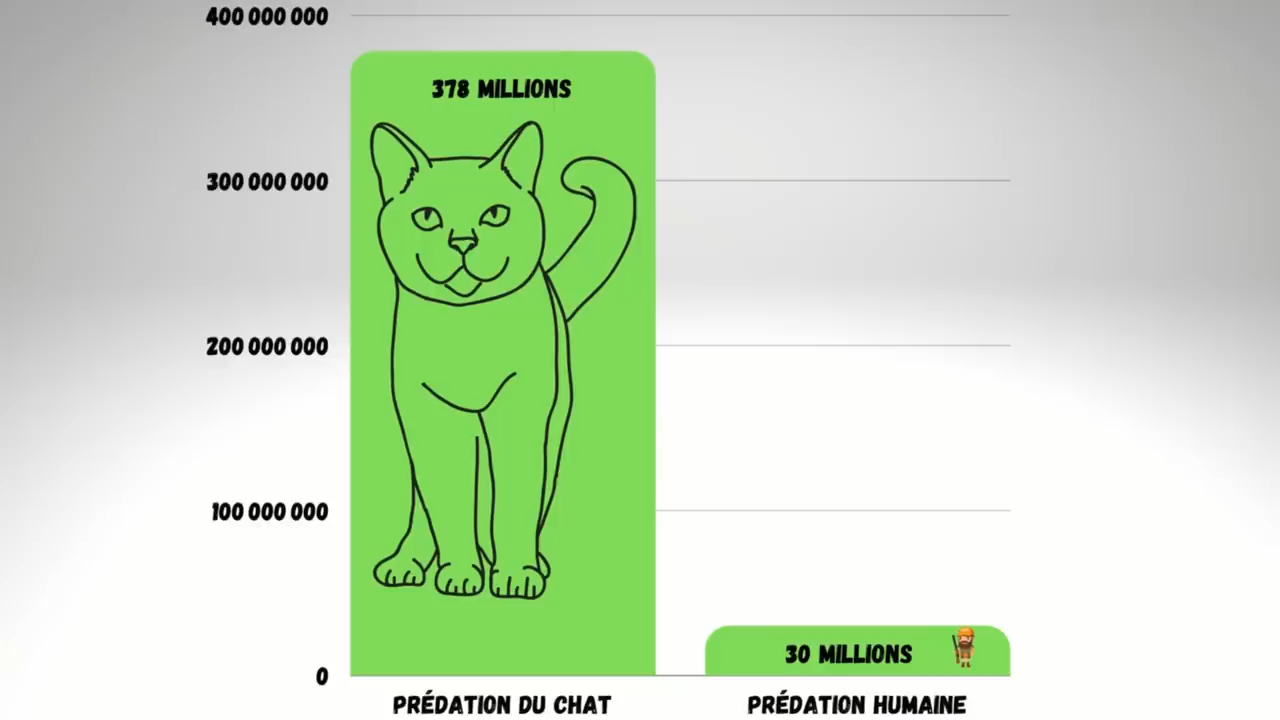 400 000 000
378 MILLIONS
300 000 000
200 000 000
100 000 000
30 MILLIONS
0
PRÉDATION DU CHAT
PRÉDATION HUMAINE